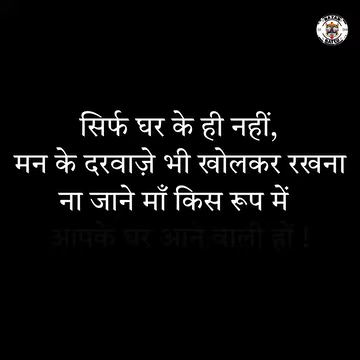 सिर्फ घर के ही नहीं,
मन के दरवाज़े भी खोलकर रखना
ना जाने माँ किस रूप में
आपके घर आने वाली हो !